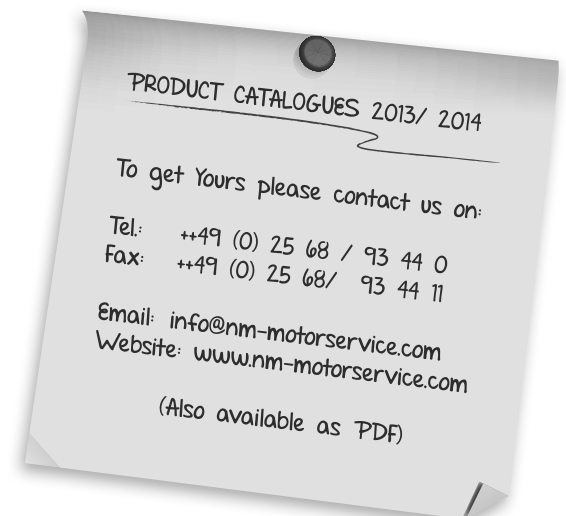 PRODUCT CATALOGUES 2013/ 2014
To get Yours please contact us on:
Tel.: ++49 (0) 25 68 / 93 44 0
Fax: ++49 (0) 25 68/ 93 44 11
Email: info@nm-motorservice.com
Website: www.nm-motorservice.com
(Also available as PDF)